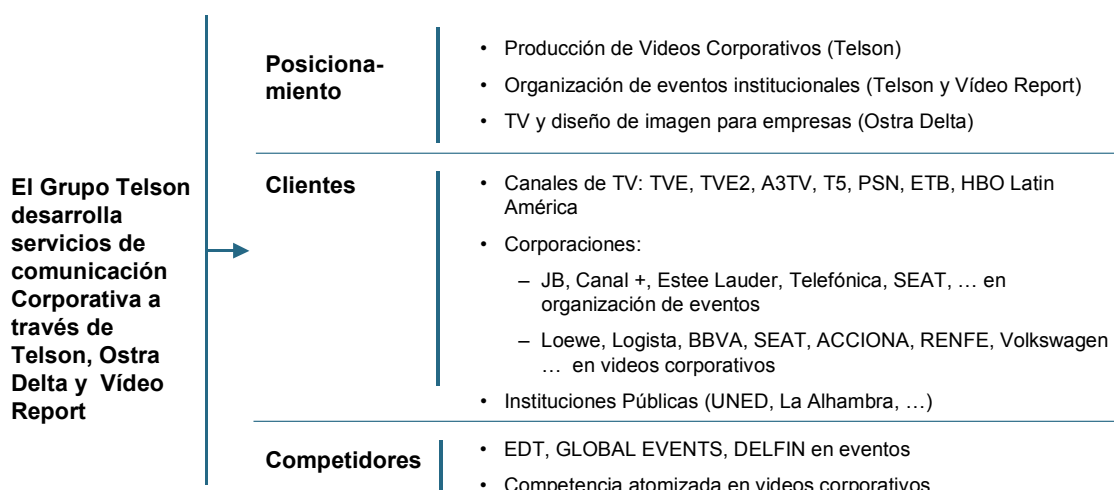 El Grupo Telson
desarrolla
servicios de
comunicación
Corporativa a
través de
Telson, Ostra
Delta y Vídeo
Report
Posiciona-
miento
• Producción de Videos Corporativos (Telson)
• Organización de eventos institucionales (Telson y Vídeo Report)
• TV y diseño de imagen para empresas (Ostra Delta)
Clientes
• Canales de TV: TVE, TVE2, A3TV, T5, PSN, ETB, HBO Latin
América
• Corporaciones:
– JB, Canal +, Estee Lauder, Telefónica, SEAT, … en
organización de eventos
– Loewe, Logista, BBVA, SEAT, ACCIONA, RENFE, Volkswagen
… en videos corporativos
• Instituciones Públicas (UNED, La Alhambra, …)
Competidores
• EDT, GLOBAL EVENTS, DELFIN en eventos
• Competencia atomizada en videos corporativos